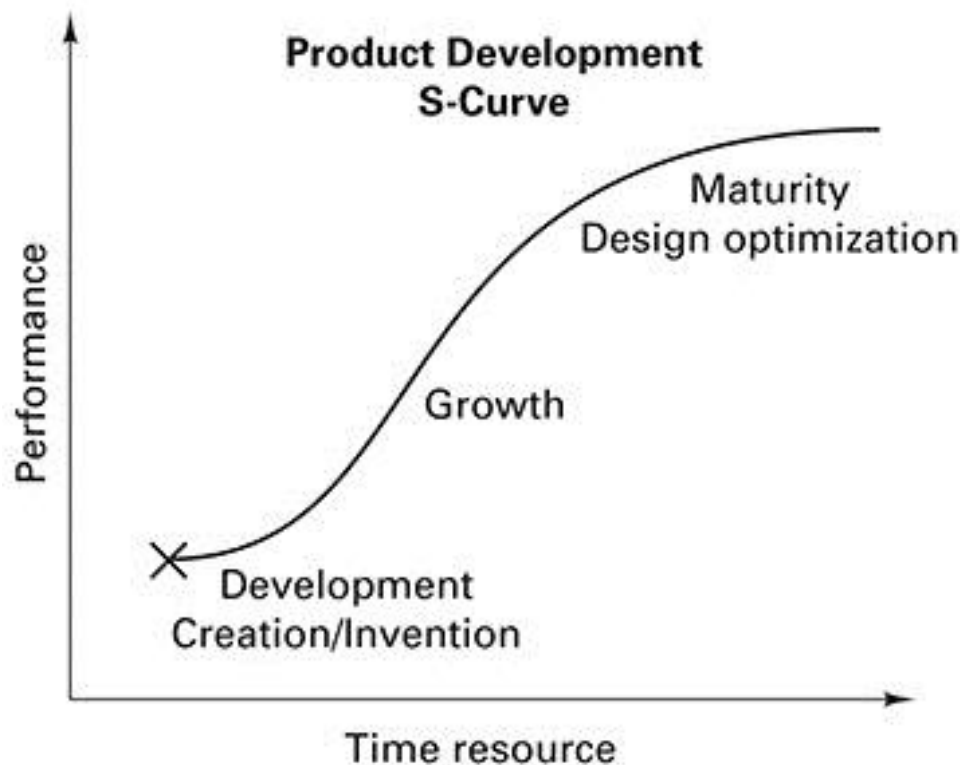 Product Development
S-Curve
Performance
Maturity
Design optimization
Growth
Development
Creation/Invention
Time resource